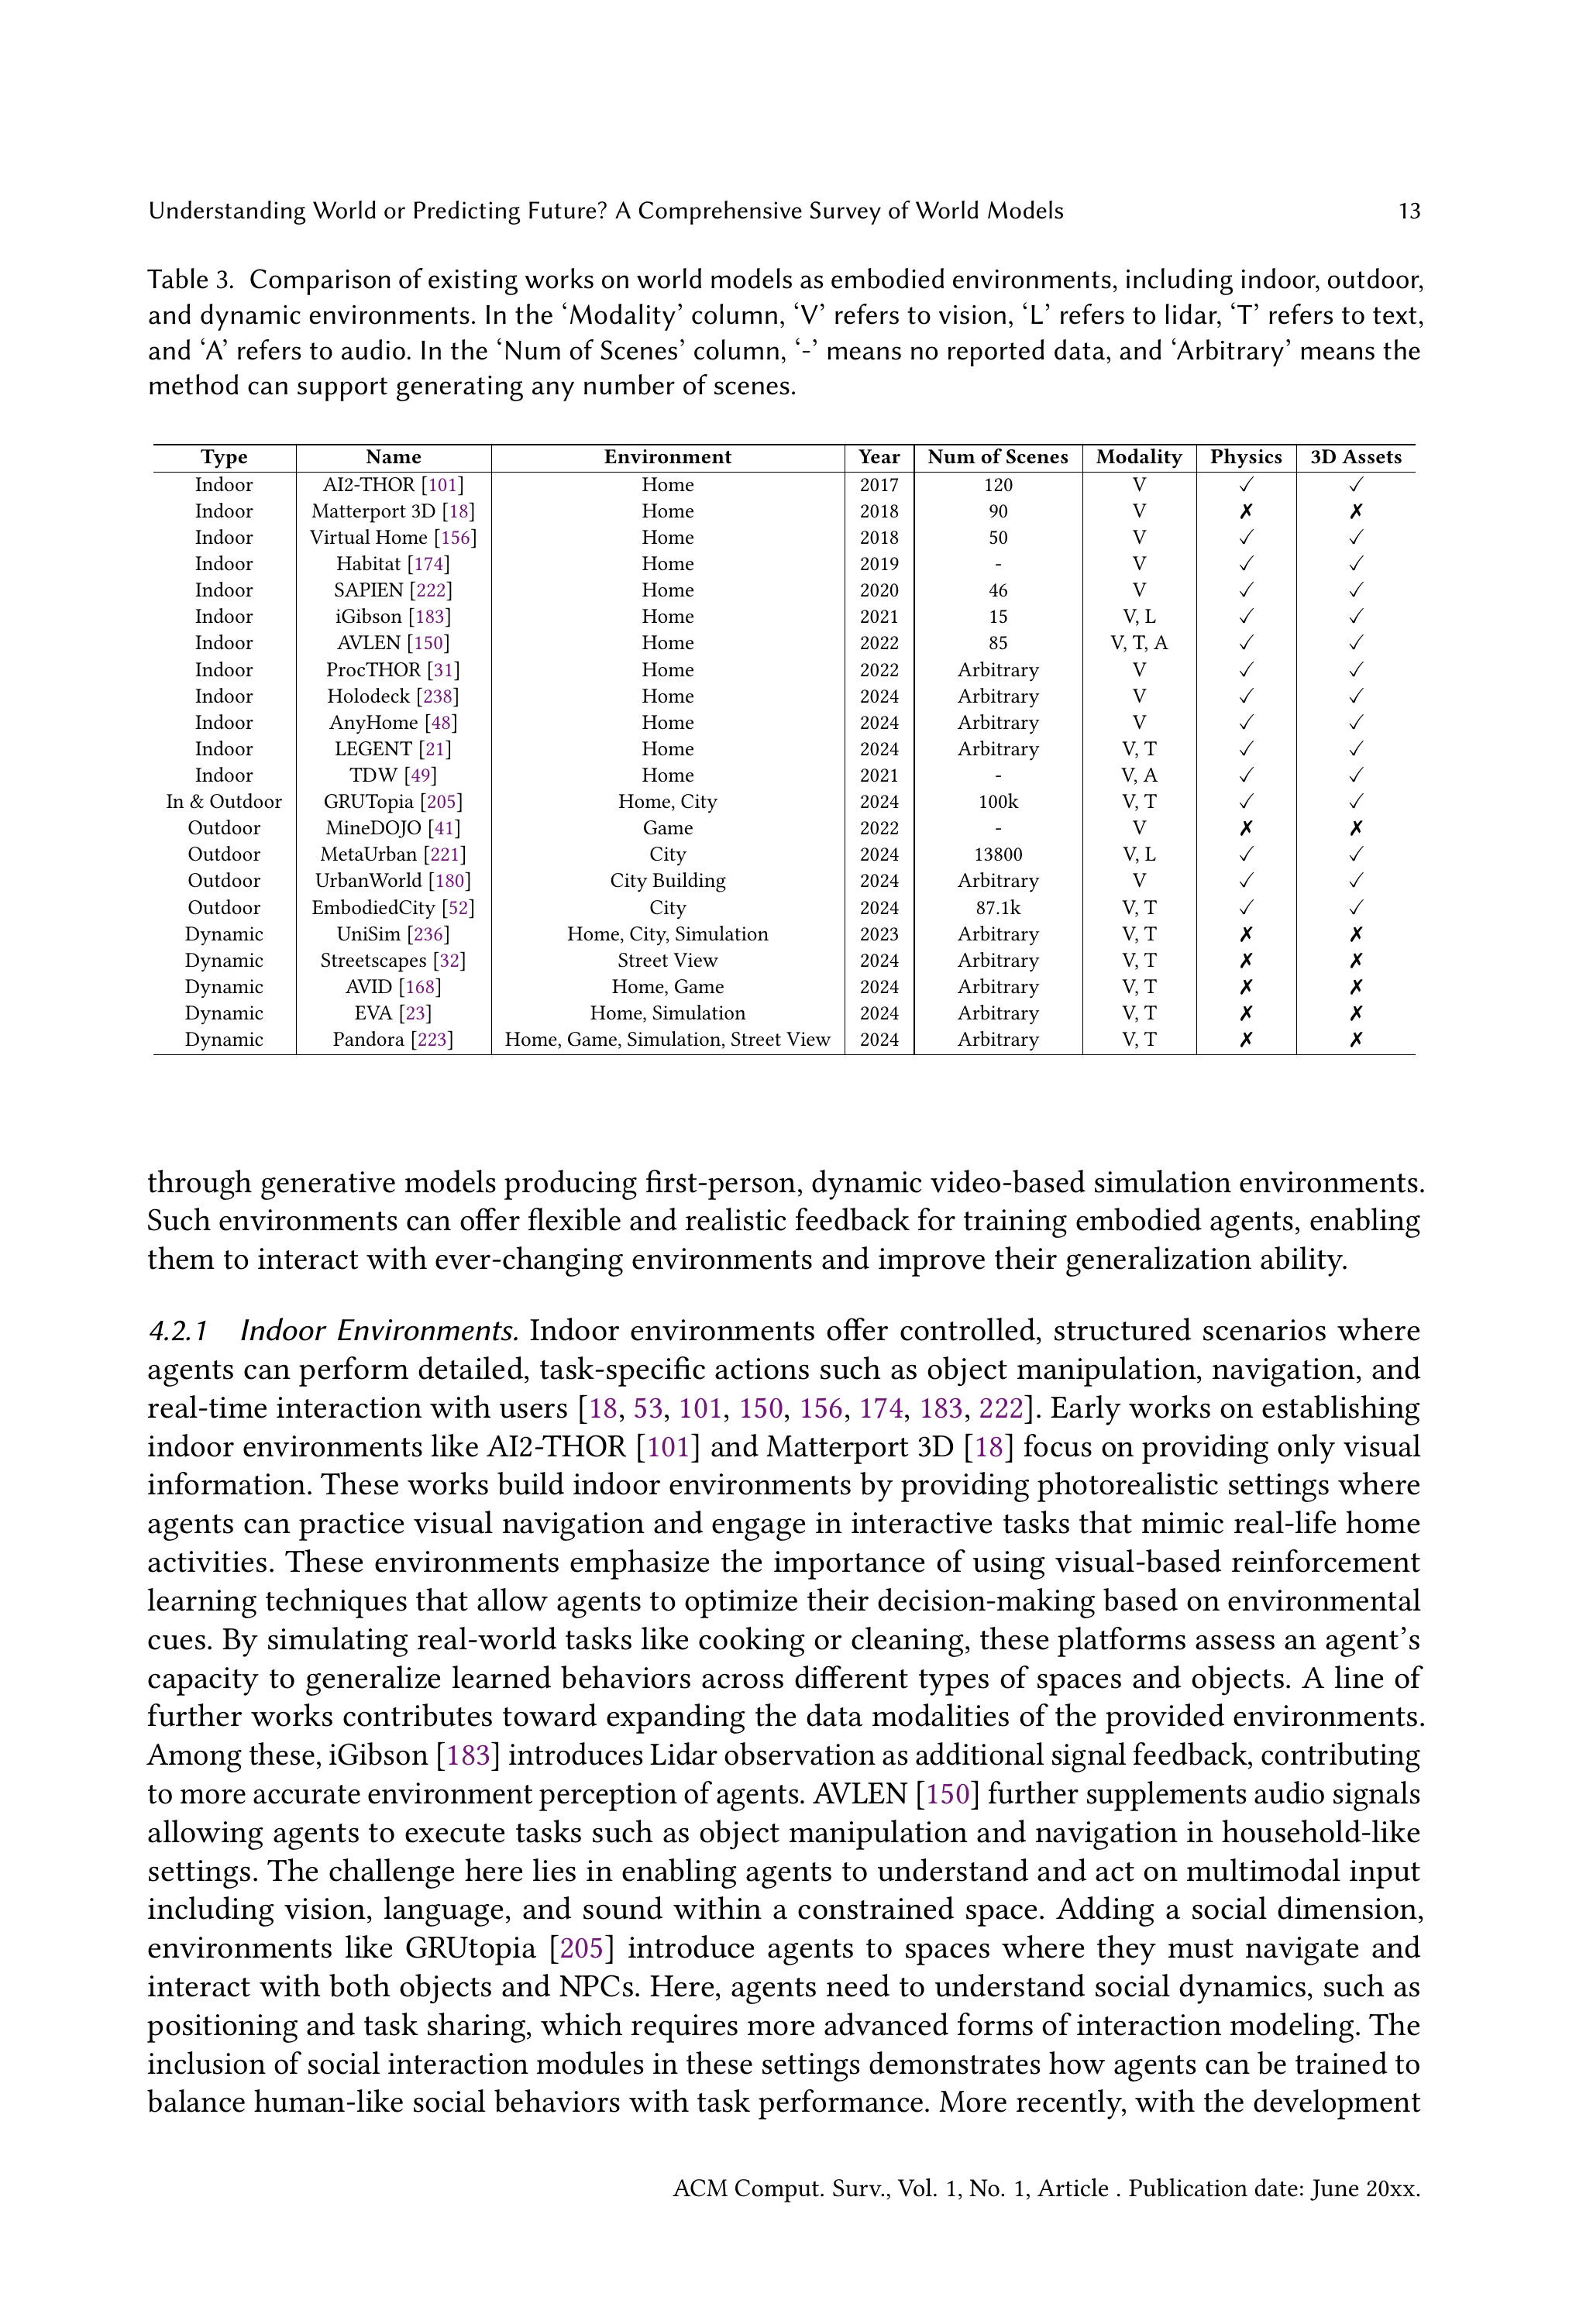 Understanding World or Predicting Future? A Comprehensive Survey of World Models 13
Table 3. Comparison of existing works on world models as embodied environments, including indoor, outdoor,
and dynamic environments. In the ‘Modality’ column, ‘V’ refers to vision, ‘L’ refers to lidar, ‘T’ refers to text,
and ‘A’ refers to audio. In the ‘Num of Scenes’ column, ‘-’ means no reported data, and ‘Arbitrary’ means the
method can support generating any number of scenes.
Type Name Environment Year Num of Scenes Modality Physics 3D Assets
Indoor AI2-THOR [101] Home 2017 120 V ✓ ✓
Indoor Matterport 3D [18] Home 2018 90 V ✗ ✗
Indoor Virtual Home [156] Home 2018 50 V ✓ ✓
Indoor Habitat [174] Home 2019 - V ✓ ✓
Indoor SAPIEN [222] Home 2020 46 V ✓ ✓
Indoor iGibson [183] Home 2021 15 V, L ✓ ✓
Indoor AVLEN [150] Home 2022 85 V, T, A ✓ ✓
Indoor ProcTHOR [31] Home 2022 Arbitrary V ✓ ✓
Indoor Holodeck [238] Home 2024 Arbitrary V ✓ ✓
Indoor AnyHome [48] Home 2024 Arbitrary V ✓ ✓
Indoor LEGENT [21] Home 2024 Arbitrary V, T ✓ ✓
Indoor TDW [49] Home 2021 - V, A ✓ ✓
In & Outdoor GRUTopia [205] Home, City 2024 100k V, T ✓ ✓
Outdoor MineDOJO [41] Game 2022 - V ✗ ✗
Outdoor MetaUrban [221] City 2024 13800 V, L ✓ ✓
Outdoor UrbanWorld [180] City Building 2024 Arbitrary V ✓ ✓
Outdoor EmbodiedCity [52] City 2024 87.1k V, T ✓ ✓
Dynamic UniSim [236] Home, City, Simulation 2023 Arbitrary V, T ✗ ✗
Dynamic Streetscapes [32] Street View 2024 Arbitrary V, T ✗ ✗
Dynamic AVID [168] Home, Game 2024 Arbitrary V, T ✗ ✗
Dynamic EVA [23] Home, Simulation 2024 Arbitrary V, T ✗ ✗
Dynamic Pandora [223] Home, Game, Simulation, Street View 2024 Arbitrary V, T ✗ ✗
through generative models producing first-person, dynamic video-based simulation environments.
Such environments can offer flexible and realistic feedback for training embodied agents, enabling
them to interact with ever-changing environments and improve their generalization ability.
4.2.1 Indoor Environments. Indoor environments offer controlled, structured scenarios where
agents can perform detailed, task-specific actions such as object manipulation, navigation, and
real-time interaction with users [18, 53, 101, 150, 156, 174, 183, 222]. Early works on establishing
indoor environments like AI2-THOR [101] and Matterport 3D [18] focus on providing only visual
information. These works build indoor environments by providing photorealistic settings where
agents can practice visual navigation and engage in interactive tasks that mimic real-life home
activities. These environments emphasize the importance of using visual-based reinforcement
learning techniques that allow agents to optimize their decision-making based on environmental
cues. By simulating real-world tasks like cooking or cleaning, these platforms assess an agent’s
capacity to generalize learned behaviors across different types of spaces and objects. A line of
further works contributes toward expanding the data modalities of the provided environments.
Among these, iGibson [183] introduces Lidar observation as additional signal feedback, contributing
to more accurate environment perception of agents. AVLEN [150] further supplements audio signals
allowing agents to execute tasks such as object manipulation and navigation in household-like
settings. The challenge here lies in enabling agents to understand and act on multimodal input
including vision, language, and sound within a constrained space. Adding a social dimension,
environments like GRUtopia [205] introduce agents to spaces where they must navigate and
interact with both objects and NPCs. Here, agents need to understand social dynamics, such as
positioning and task sharing, which requires more advanced forms of interaction modeling. The
inclusion of social interaction modules in these settings demonstrates how agents can be trained to
balance human-like social behaviors with task performance. More recently, with the development
ACM Comput. Surv., Vol. 1, No. 1, Article . Publication date: June 20xx.